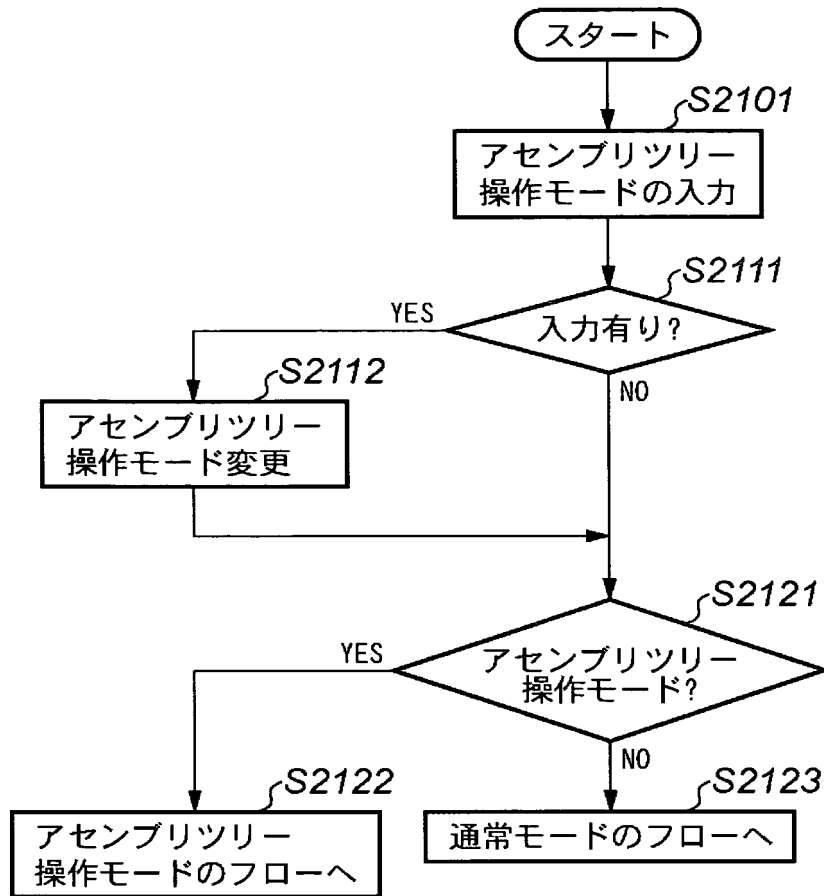 スタート
S2101
アセンブリツリー
操作モードの入力
S2111
YES
入力有り?
NO
S2112
アセンブリツリー
操作モード変更
S2121
YES
アセンブリツリー
操作モード?
NO
S2122
アセンブリツリー
操作モードのフローへ
S2123
通常モードのフローへ